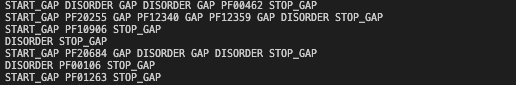 START_GAP DISORDER GAP DISORDER GAP PF00462 STOP_GAP
START_GAP PF20255 GAP PF12340 GAP PF12359 GAP DISORDER STOP_GAP
START_GAP PF10906 STOP_GAP
DISORDER STOP_GAP
START_GAP PF20684 GAP DISORDER GAP DISORDER STOP_GAP
DISORDER PF00106 STOP_GAP
START_GAP PF01263 STOP_GAP